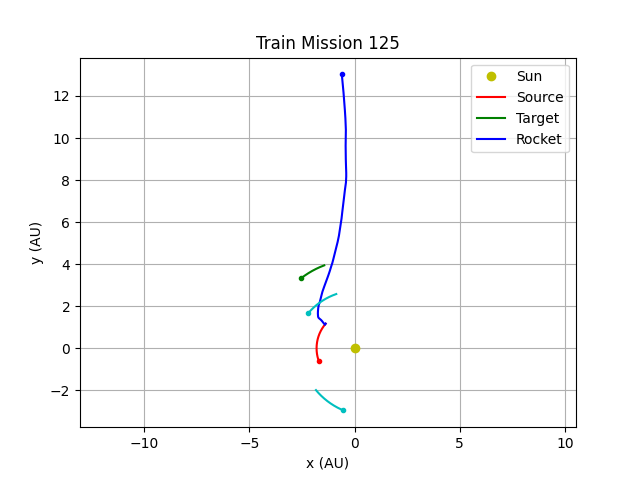 Train Mission 125
Sun
Source
Target
Rocket
12
10
8
6
4
2
0
−2
y (AU)
−10
−5
0
5
10
x (AU)